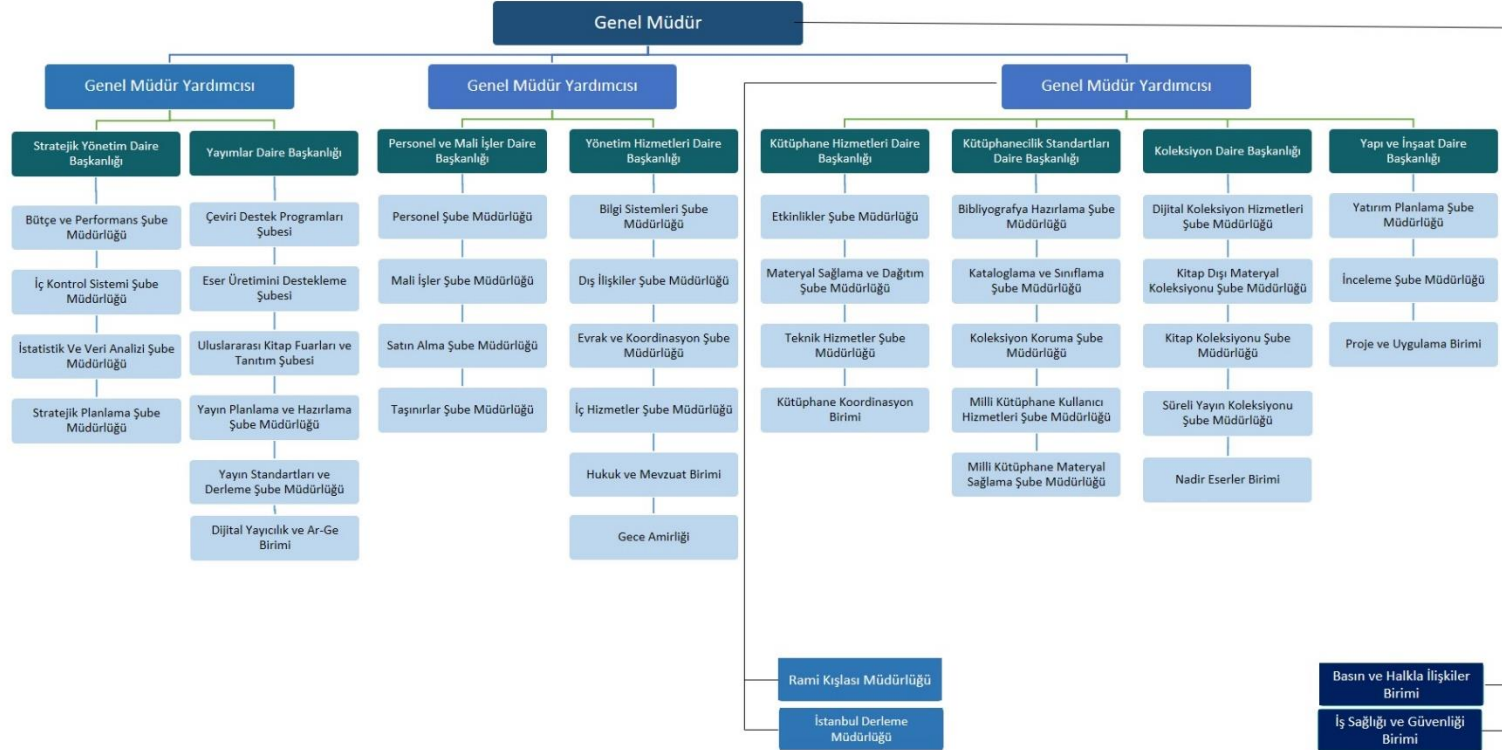 Genel Müdür
Genel Müdür Yardımcısı
Genel Müdür Yardımcısı
Genel Müdür Yardımcısı
Stratejik Yönetim Daire
Başkanlığı
Bütçe ve Performans Şube
Müdürlüğü
İç Kontrol Sistemi Şube
Müdürlüğü
İstatistik Ve Veri Analizi Şube
Müdürlüğü
Stratejik Planlama Şube
Müdürlüğü
Yayımlar Daire Başkanlığı
Çeviri Destek Programları
Şubesi
Eser Üretimini Destekleme
Şubesi
Uluslararası Kitap Fuarları ve
Tanıtım Şubesi
Yayın Planlama ve Hazırlama
Şube Müdürlüğü
Yayın Standartları ve
Derleme Şube Müdürlüğü
Dijital Yayıcılık ve Ar-Ge
Birimi
Personel ve Mali İşler Daire
Başkanlığı
Personel Şube Müdürlüğü
Mali İşler Şube Müdürlüğü
Satın Alma Şube Müdürlüğü
Taşınırlar Şube Müdürlüğü
Yönetim Hizmetleri Daire
Başkanlığı
Bilgi Sistemleri Şube
Müdürlüğü
Dış İlişkiler Şube Müdürlüğü
Evrak ve Koordinasyon Şube
Müdürlüğü
İç Hizmetler Şube Müdürlüğü
Hukuk ve Mevzuat Birimi
Gece Amirliği
Kütüphane Hizmetleri Daire
Başkanlığı
Etkinlikler Şube Müdürlüğü
Materyal Sağlama ve Dağıtım
Şube Müdürlüğü
Teknik Hizmetler Şube
Müdürlüğü
Kütüphane Koordinasyon
Birimi
Kütüphanecilik Standartları
Daire Başkanlığı
Bibliyografya Hazırlama Şube
Müdürlüğü
Kataloglama ve Sınıflama
Şube Müdürlüğü
Koleksiyon Koruma Şube
Müdürlüğü
Milli Kütüphane Kullanıcı
Hizmetleri Şube Müdürlüğü
Milli Kütüphane Materyal
Sağlama Şube Müdürlüğü
Koleksiyon Daire Başkanlığı
Dijital Koleksiyon Hizmetleri
Şube Müdürlüğü
Kitap Dışı Materyal
Koleksiyonu Şube Müdürlüğü
Kitap Koleksiyonu Şube
Müdürlüğü
Süreli Yayın Koleksiyonu
Şube Müdürlüğü
Nadir Eserler Birimi
Yapı ve İnşaat Daire
Başkanlığı
Yatırım Planlama Şube
Müdürlüğü
İnceleme Şube Müdürlüğü
Proje ve Uygulama Birimi
Rami Kışlası Müdürlüğü
İstanbul Derleme
Müdürlüğü
Basın ve Halkla İlişkiler
Birimi
İş Sağlığı ve Güvenliği
Birimi